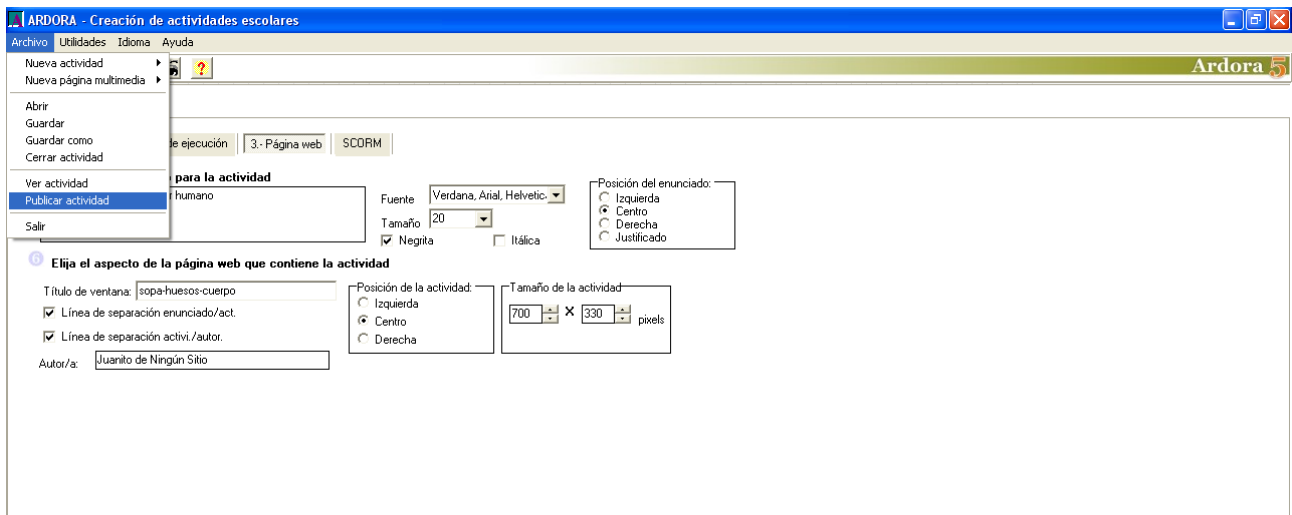 ARDORA - Creación de actividades escolares
Archivo Utilidades Idioma Ayuda
Nueva actividad
Nueva página multimedia
Abrir
Guardar
Guardar como
Cerrar actividad
Ver actividad
Publicar actividad
Salir
?
Ardora 5
de ejecución 3.- Página web SCORM
para la actividad
humano
Fuente Verdana, Arial, Helvetic
Tamaño 20
Negrita Itálica
Posición del enunciado:
Izquierda
Centro
Derecha
Justificado
6 Elija el aspecto de la página web que contiene la actividad
Título de ventana: sopa-huesos-cuerpo
Línea de separación enunciado/act.
Línea de separación activi./autor.
Autor/a: Juanito de Ningún Sitio
Posición de la actividad:
Izquierda
Centro
Derecha
Tamaño de la actividad
700 X 330 pixels